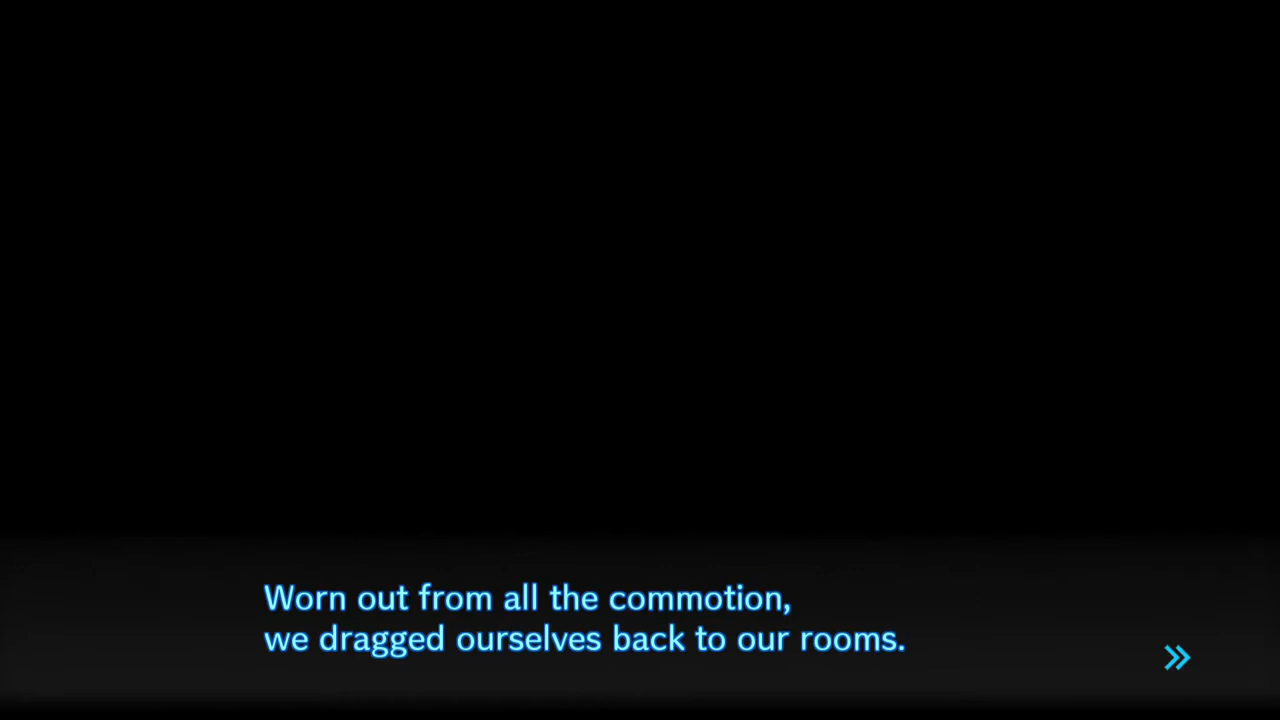 Worn out from all the commotion,
we dragged ourselves back to our rooms.